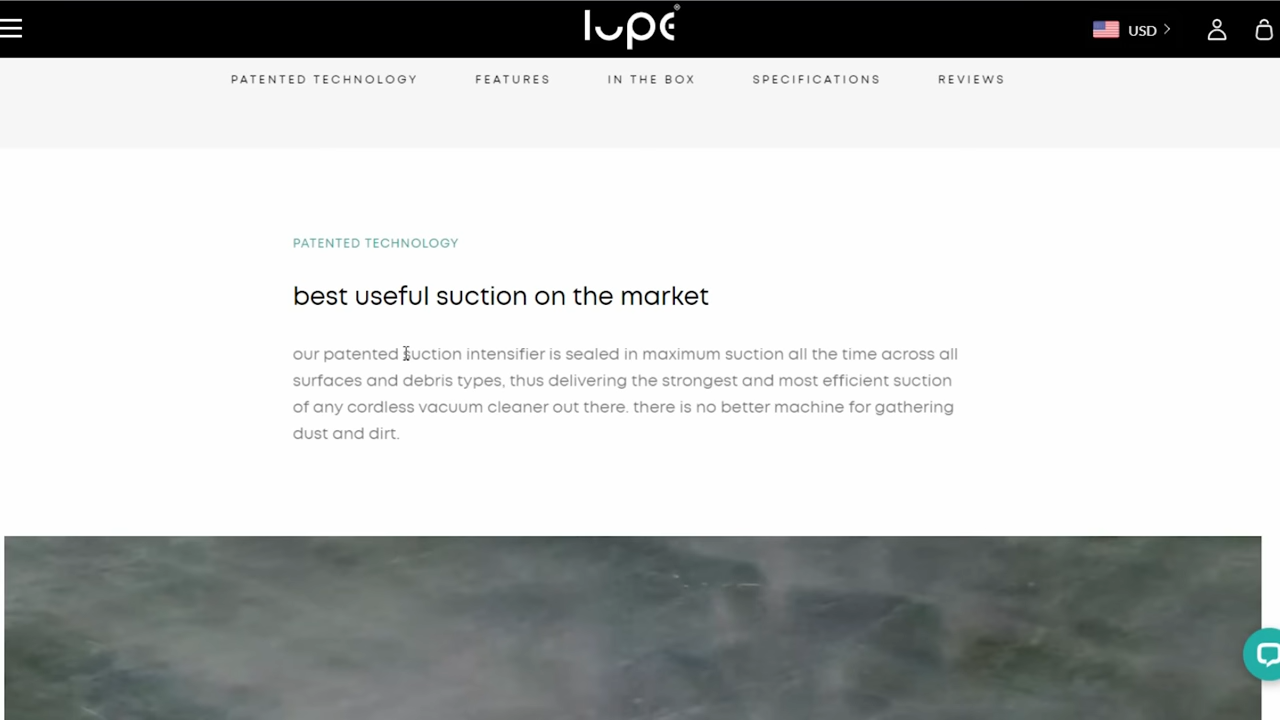 lupe®
USD
PATENTED TECHNOLOGY FEATURES IN THE BOX SPECIFICATIONS REVIEWS
PATENTED TECHNOLOGY
best useful suction on the market
our patented suction intensifier is sealed in maximum suction all the time across all
surfaces and debris types, thus delivering the strongest and most efficient suction
of any cordless vacuum cleaner out there. there is no better machine for gathering
dust and dirt.